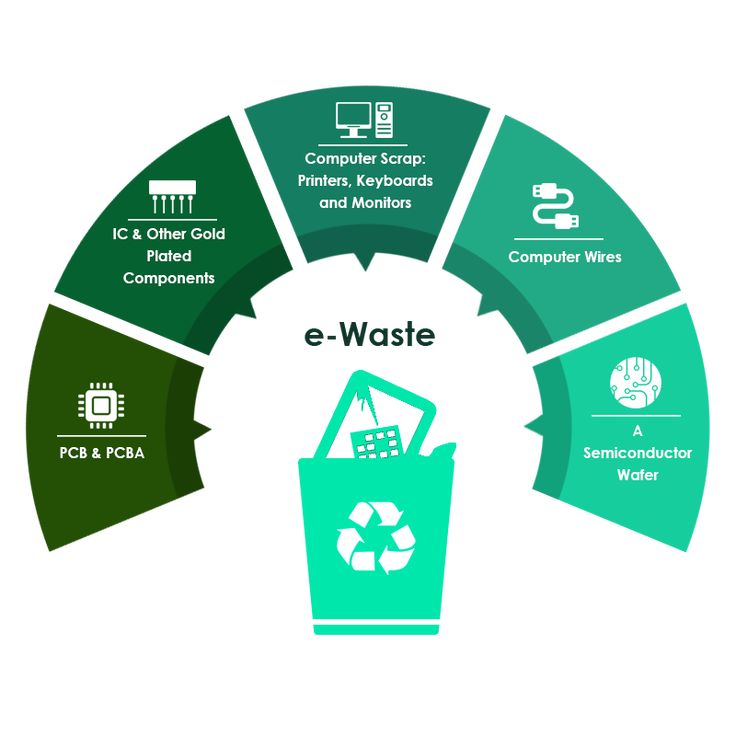 Computer Scrap:
Printers, Keyboards
and Monitors
IC & Other Gold
Plated
Components
Computer Wires
e-Waste
PCB & PCBA
A
Semiconductor
Wafer